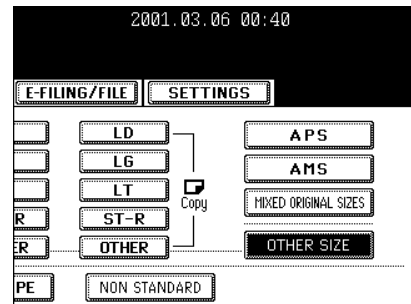 2001.03.06 00:40
E-FILING/FILE SETTINGS
LD APS
LG AMS
LT Copy MIXED ORIGINAL SIZES
R ST-R
ER OTHER OTHER SIZE
PE NON STANDARD